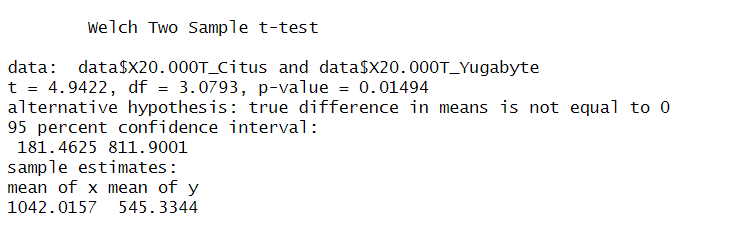 Welch Two Sample t-test
data:  data$X20.000T_Citus and data$X20.000T_Yugabyte
t = 4.9422, df = 3.0793, p-value = 0.01494
alternative hypothesis: true difference in means is not equal to 0
95 percent confidence interval:
181.4625 811.9001
sample estimates:
mean of x mean of y
1042.0157  545.3344